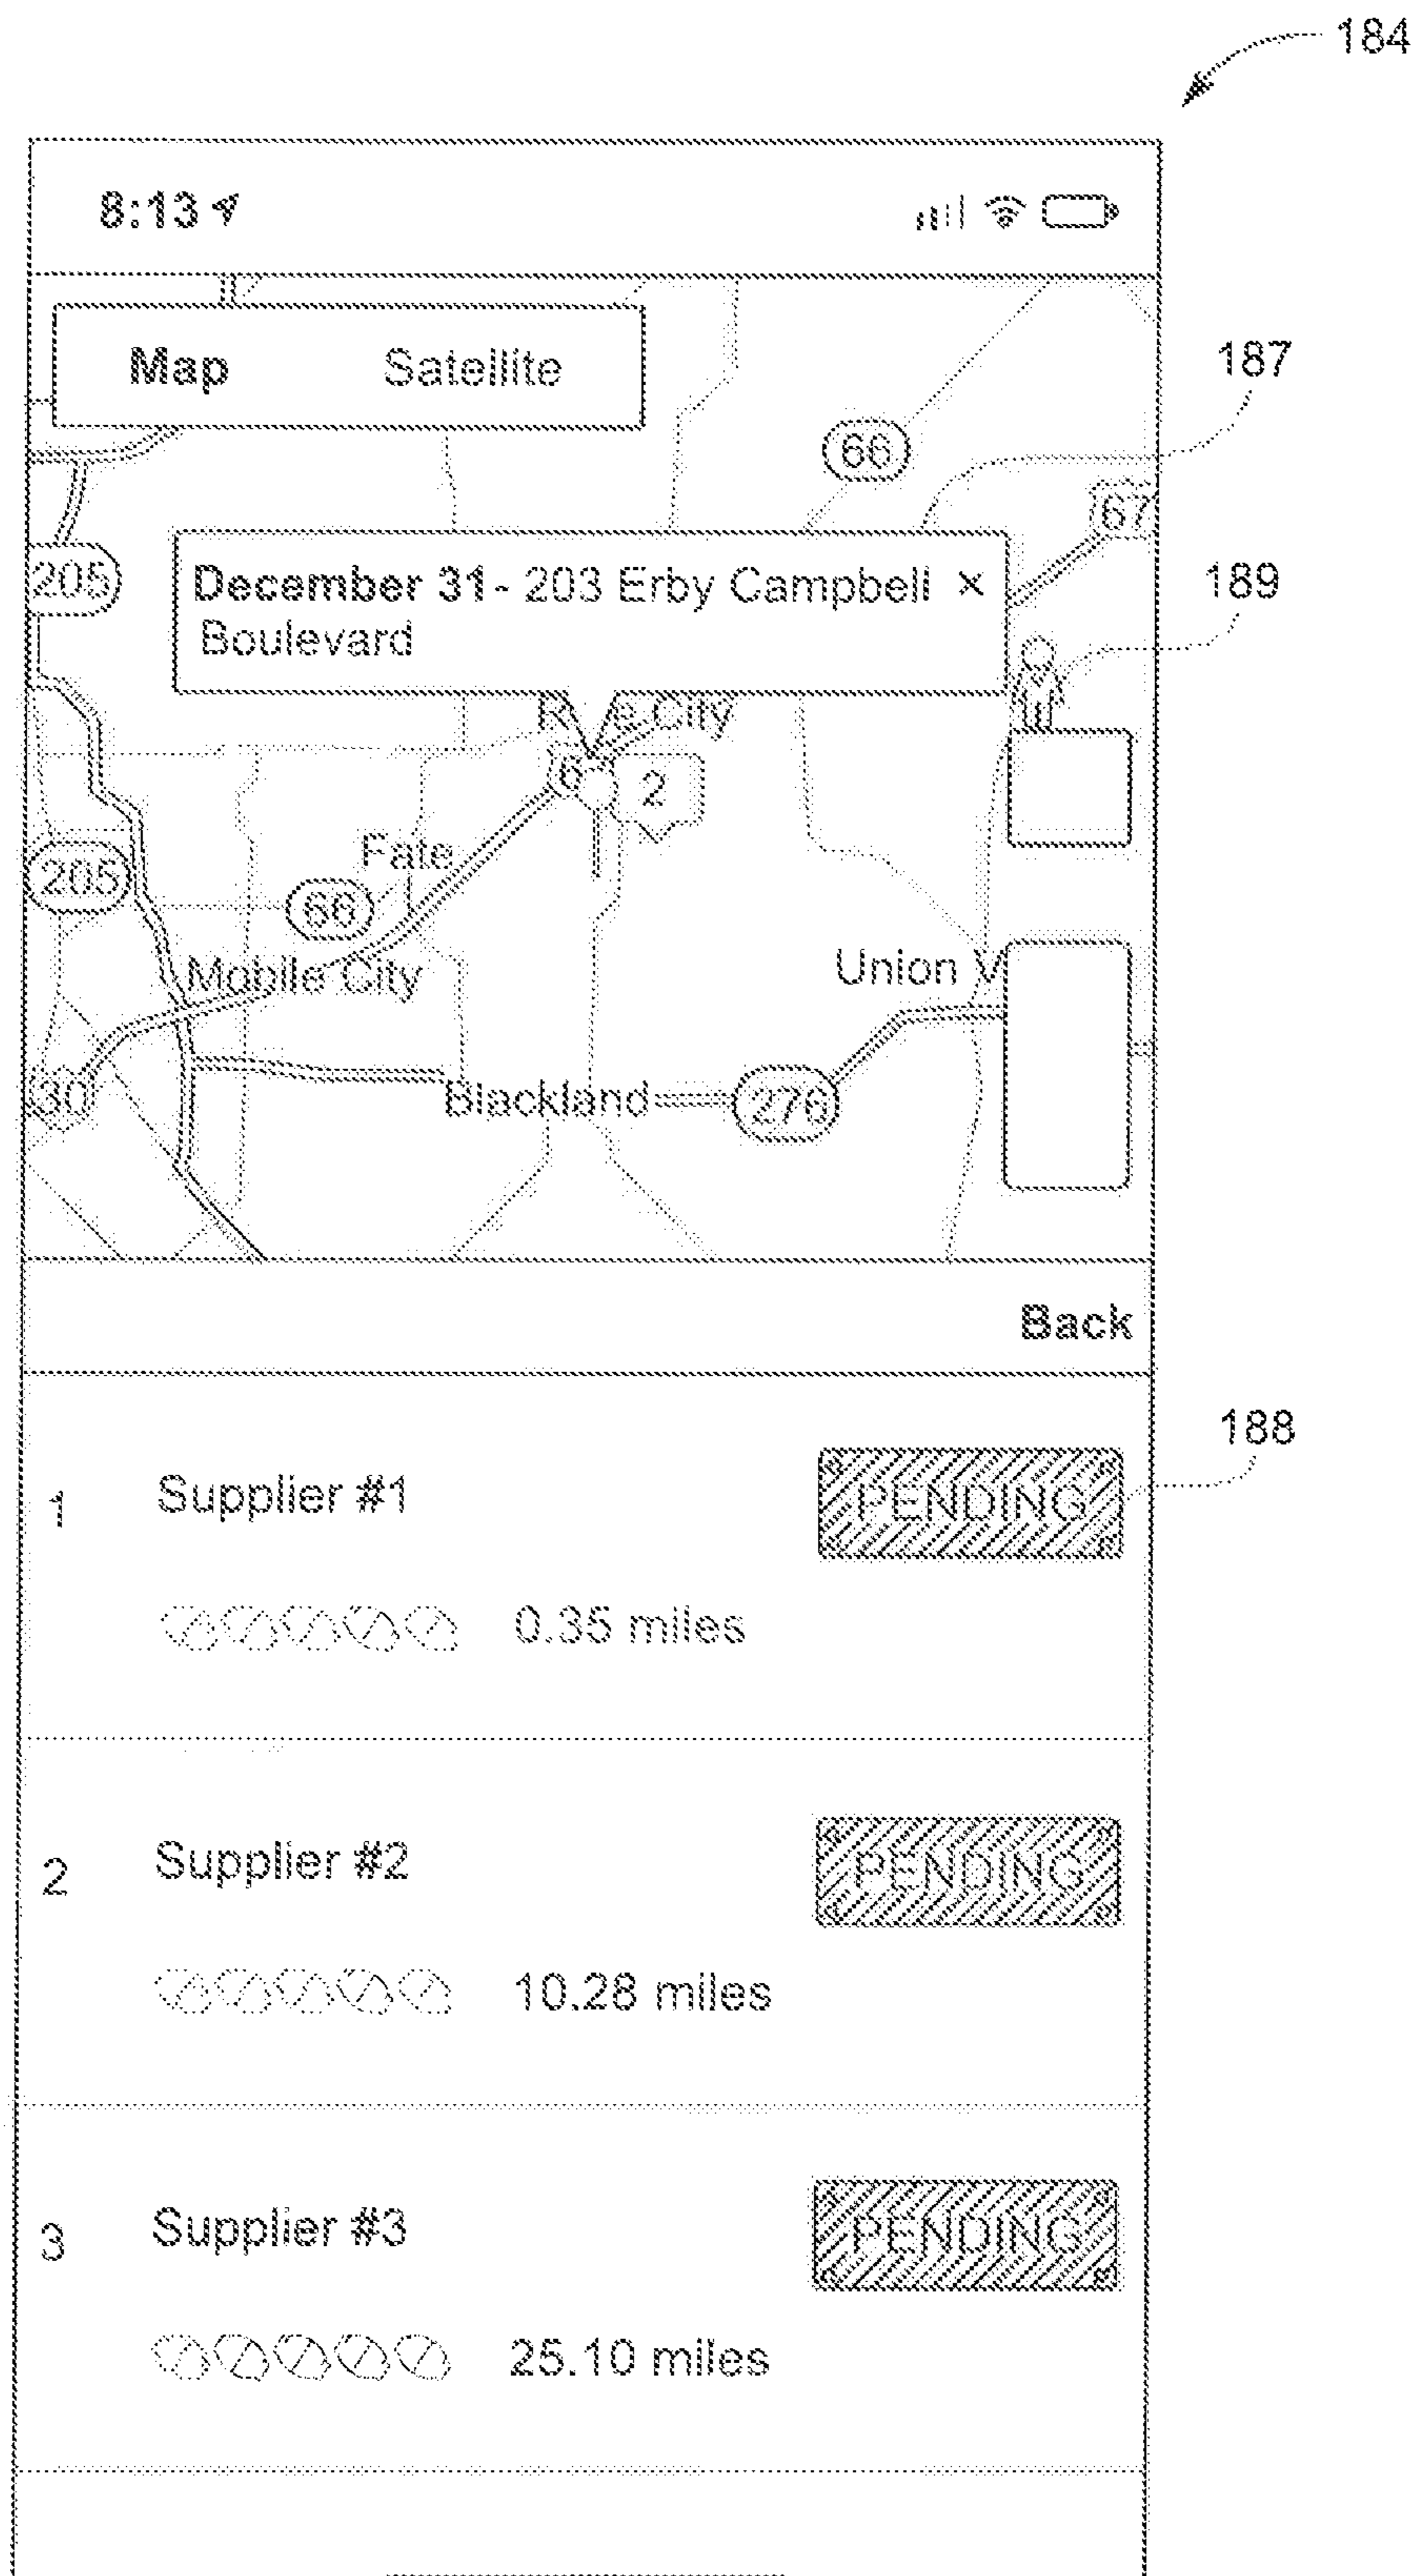 184
8:13
Map Satellite
187
66
67
205
December 31- 203 Erby Campbell ×
Boulevard
189
City
6
2
Fate
205
66
Mobile City
Union V
30
Blackland
276
Back
188
1 Supplier #1 PENDING
0.35 miles
2 Supplier #2 PENDING
10.28 miles
3 Supplier #3 PENDING
25.10 miles